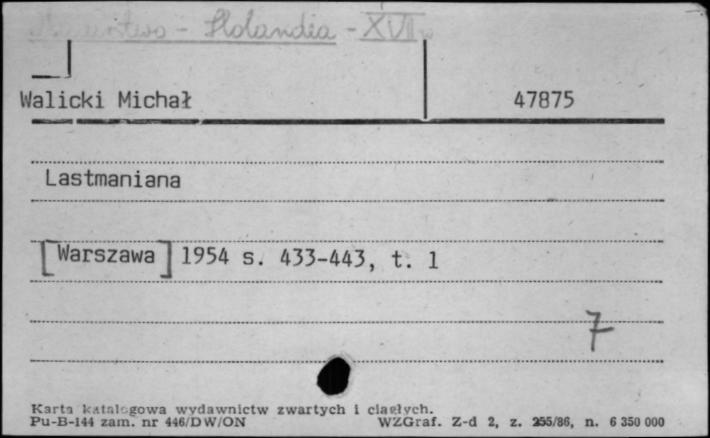 Malarstwo - Holandia - XVII w
Walicki Michał 47875
Lastmaniana
[Warszawa] 1954 s. 433-443, t. l
7
Karta katalogowa wydawnictw zwartych i ciągłych.
Pu-B-144 zam. nr 446/DW/ON WZGraf. Z-d 2, z. 255/86, n. 6 350 000